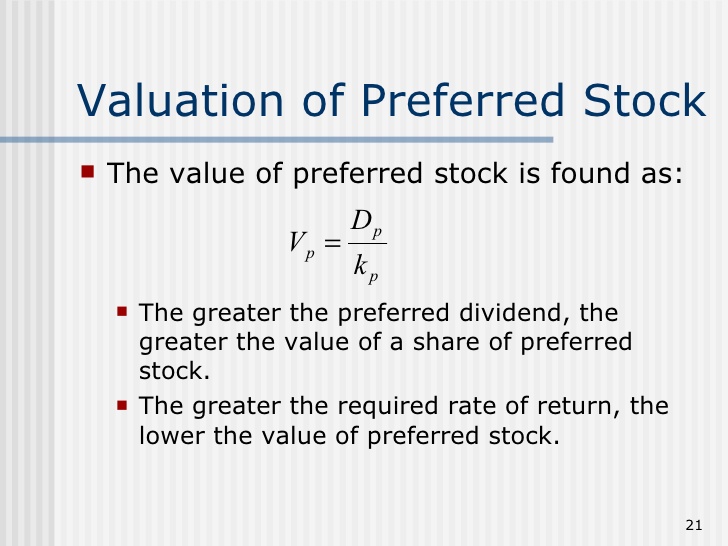 Valuation of Preferred Stock
The value of preferred stock is found as:
V_p = D_p / k_p
The greater the preferred dividend, the
greater the value of a share of preferred
stock.
The greater the required rate of return, the
lower the value of preferred stock.
21